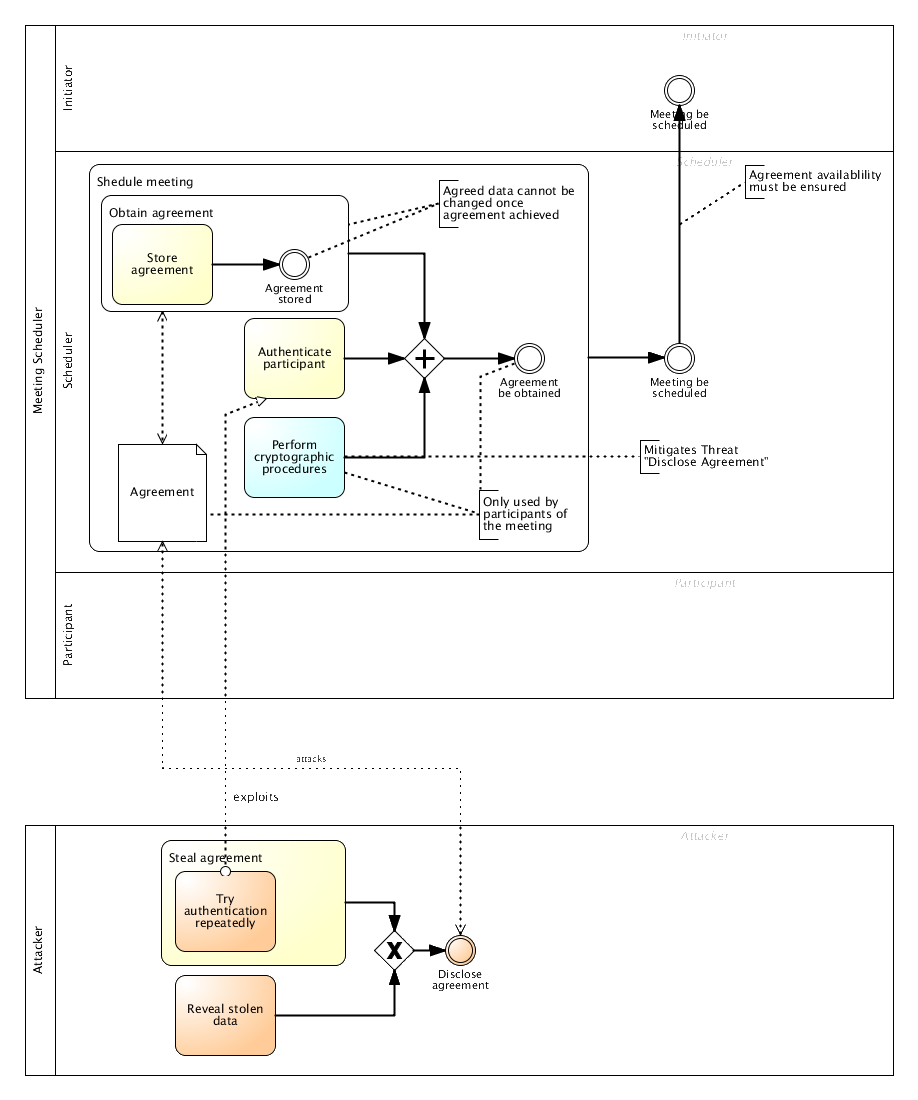 Initiator
Initiator
Meeting be
scheduled
Meeting Scheduler
Scheduler
Scheduler
Shedule meeting
Obtain agreement
Store
agreement
Agreement
stored
Agreed data cannot be
changed once
agreement achieved
Agreement availablility
must be ensured
Authenticate
participant
Agreement
be obtained
Meeting be
scheduled
Perform
cryptographic
procedures
Mitigates Threat
"Disclose Agreement"
Agreement
Only used by
participants of
the meeting
Participant
Participant
attacks
exploits
Attacker
Attacker
Steal agreement
Try
authentication
repeatedly
Disclose
agreement
Reveal stolen
data